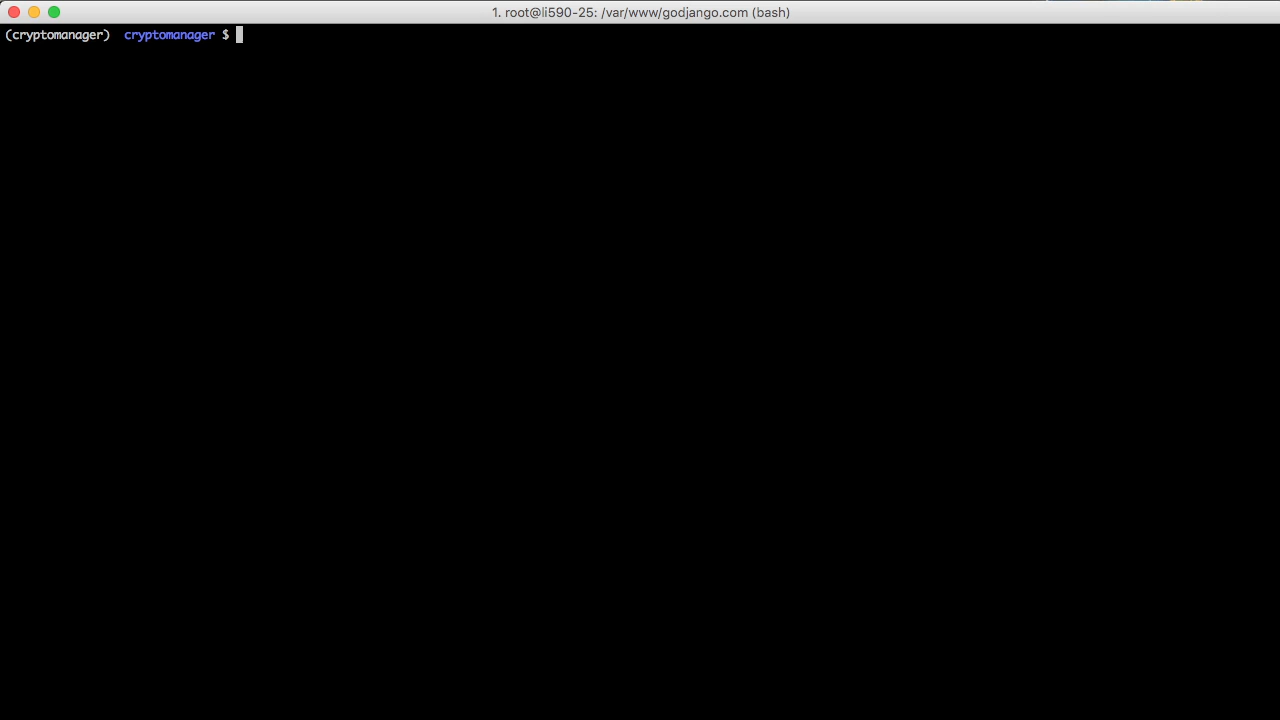 1. root@li590-25: /var/www/godjango.com (bash)
(cryptomanager) cryptomanager $